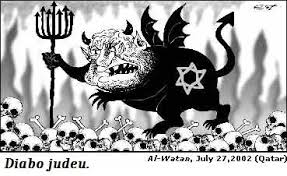 Al-Watan, July 27,2002 (Qatar)
Diabo judeu.